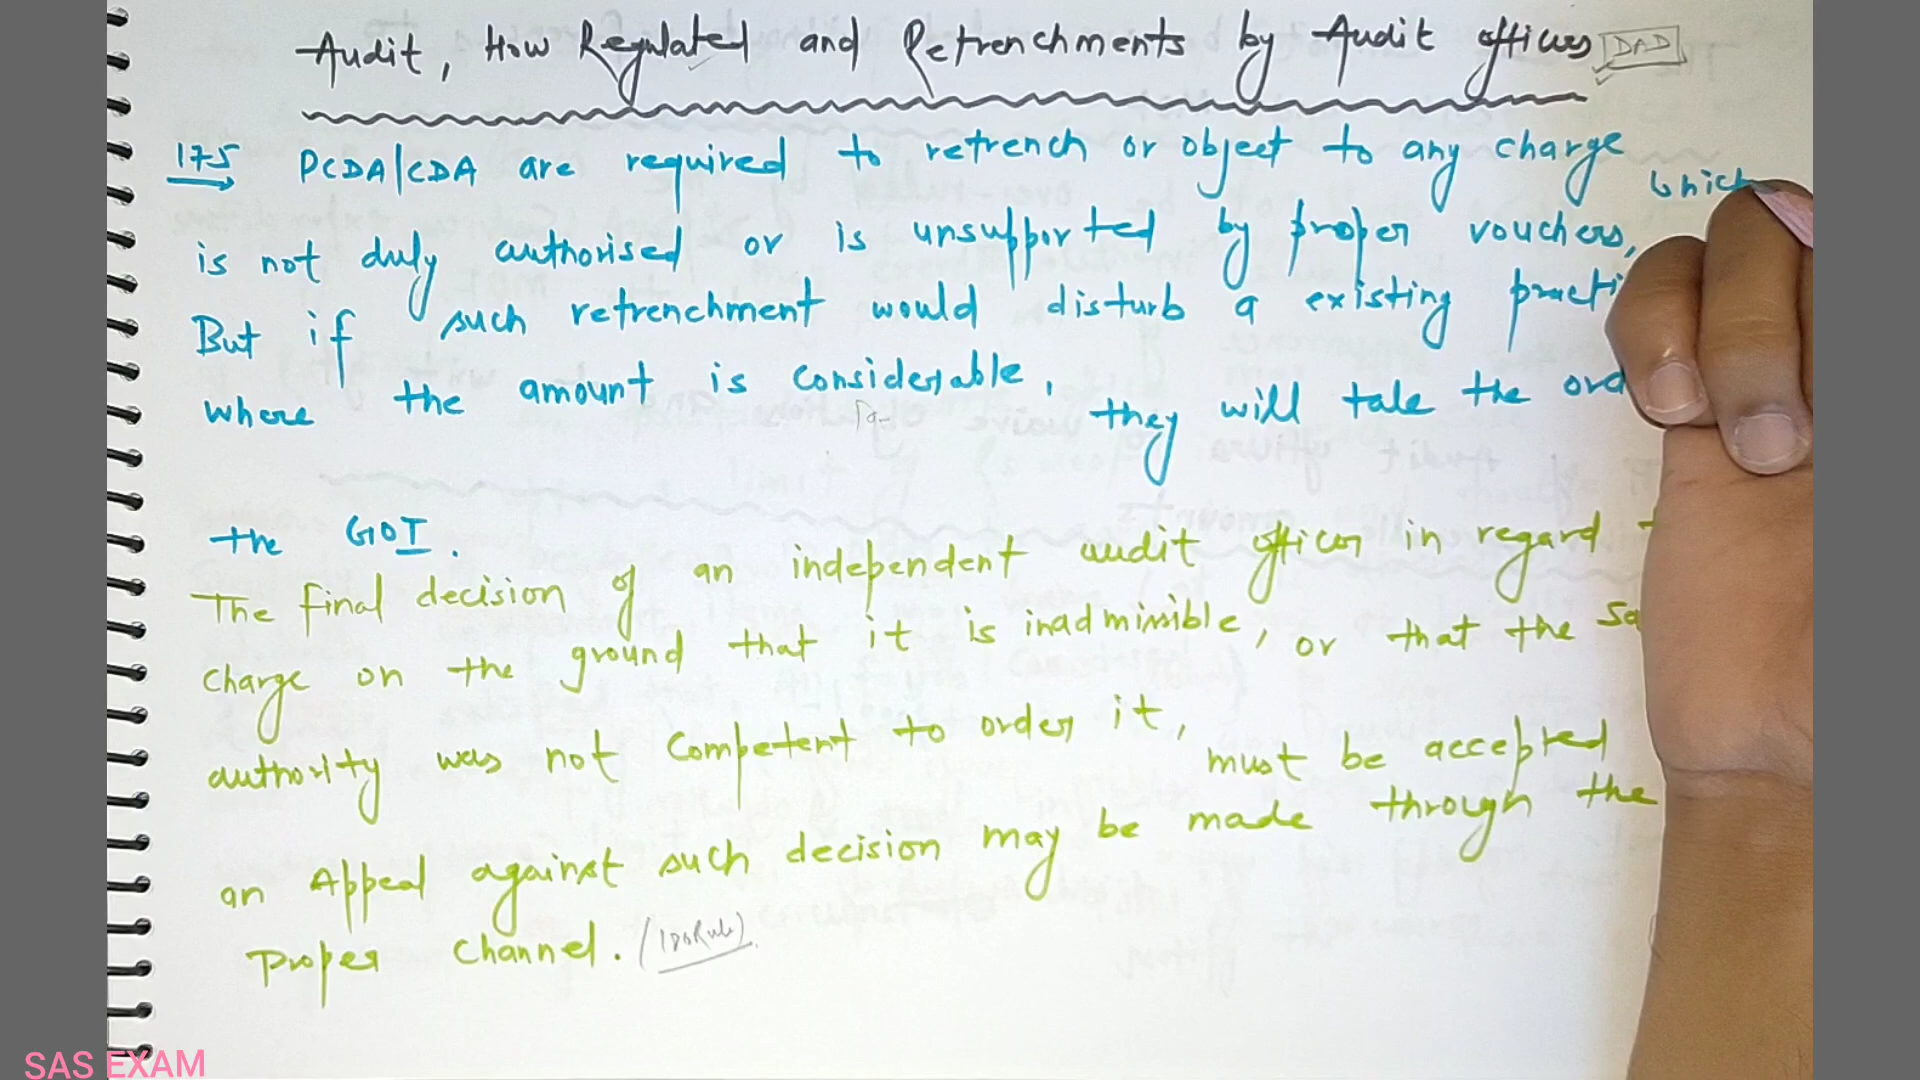 Audit, How Regulated and Retrenchments by Audit officers DAD
175 PCDA/CDA are required to retrench or object to any charge which
is not duly authorised or is unsupported by proper vouchers,
But if such retrenchment would disturb a existing practi
where the amount is considerable, they will take the ord
the GOI.
The final decision of an independent audit officer in regard t
charge on the ground that it is inadmissible, or that the sa
authority was not competent to order it, must be accepted
an Appeal against such decision may be made through the
proper channel. (180 Rule)
SAS EXAM